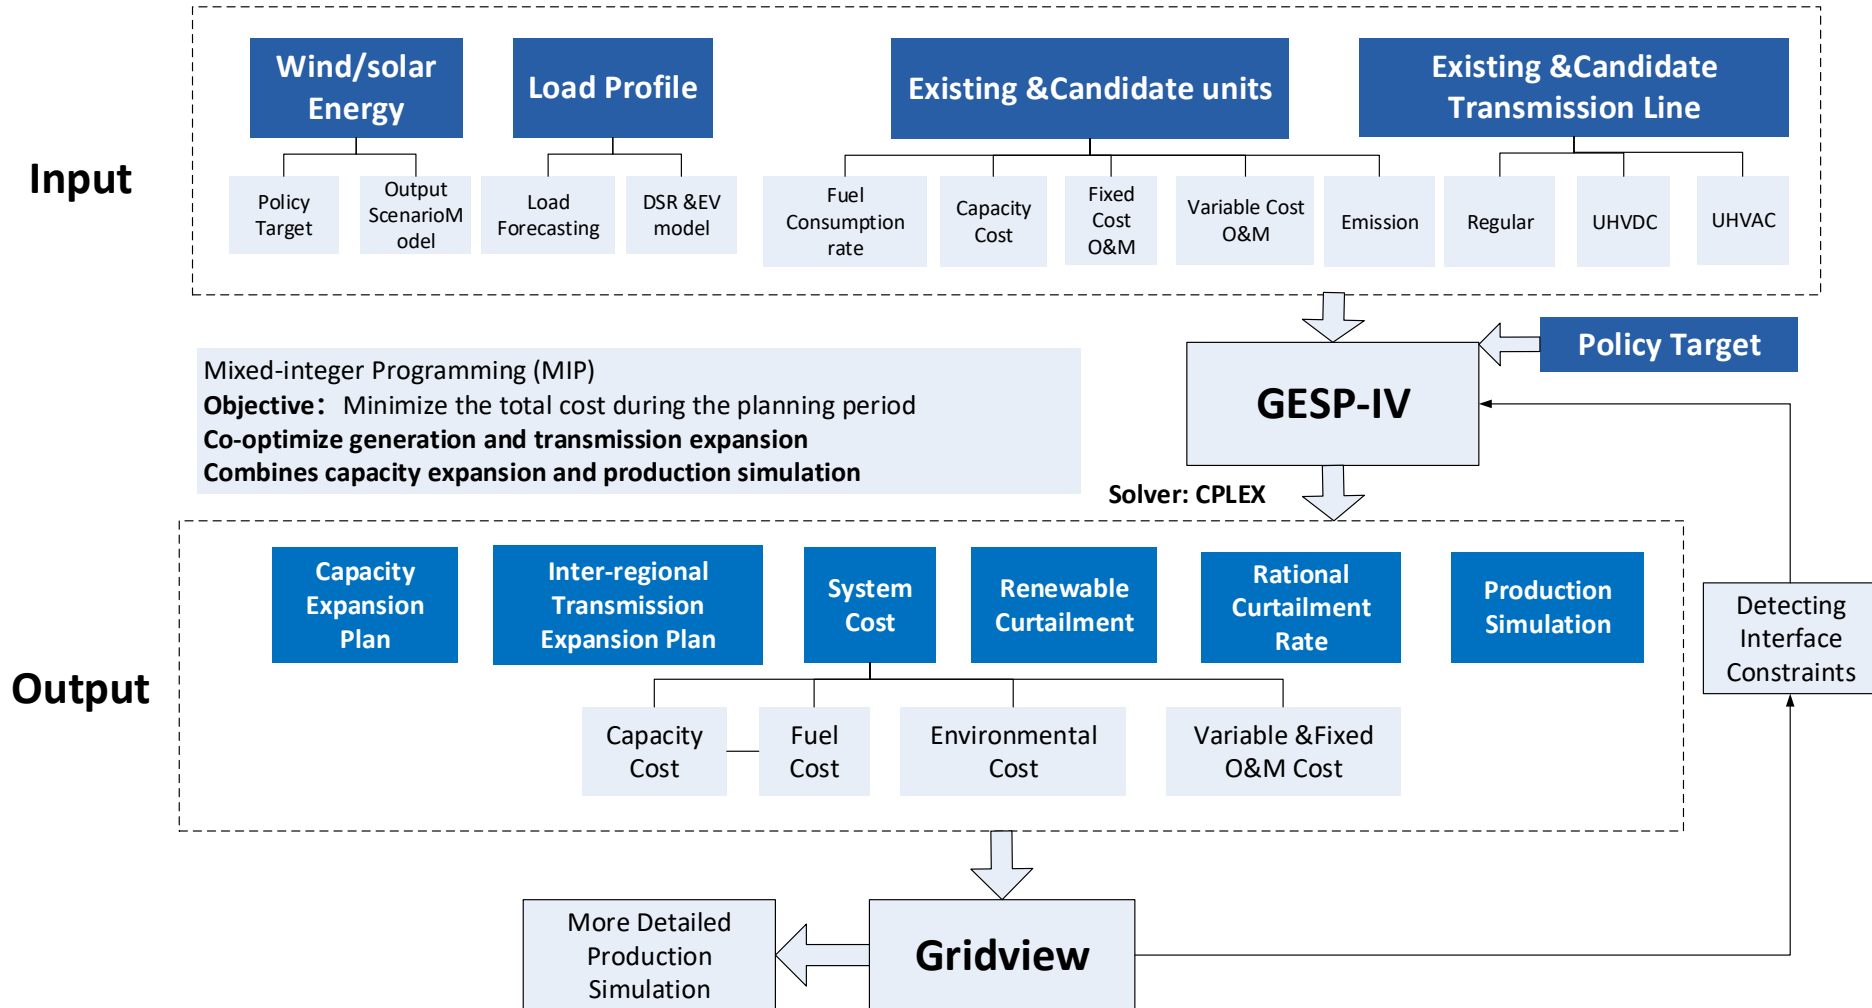 Input
Wind/solar
Energy
Load Profile
Existing &Candidate units
Existing &Candidate
Transmission Line
Policy
Target
Output
ScenarioM
odel
Load
Forecasting
DSR &EV
model
Fuel
Consumption
rate
Capacity
Cost
Fixed
Cost
O&M
Variable Cost
O&M
Emission
Regular
UHVDC
UHVAC
Mixed-integer Programming (MIP)
Objective： Minimize the total cost during the planning period
Co-optimize generation and transmission expansion
Combines capacity expansion and production simulation
GESP-IV
Policy Target
Solver: CPLEX
Output
Capacity
Expansion
Plan
Inter-regional
Transmission
Expansion Plan
System
Cost
Renewable
Curtailment
Rational
Curtailment
Rate
Production
Simulation
Capacity
Cost
Fuel
Cost
Environmental
Cost
Variable &Fixed
O&M Cost
Detecting
Interface
Constraints
More Detailed
Production
Simulation
Gridview